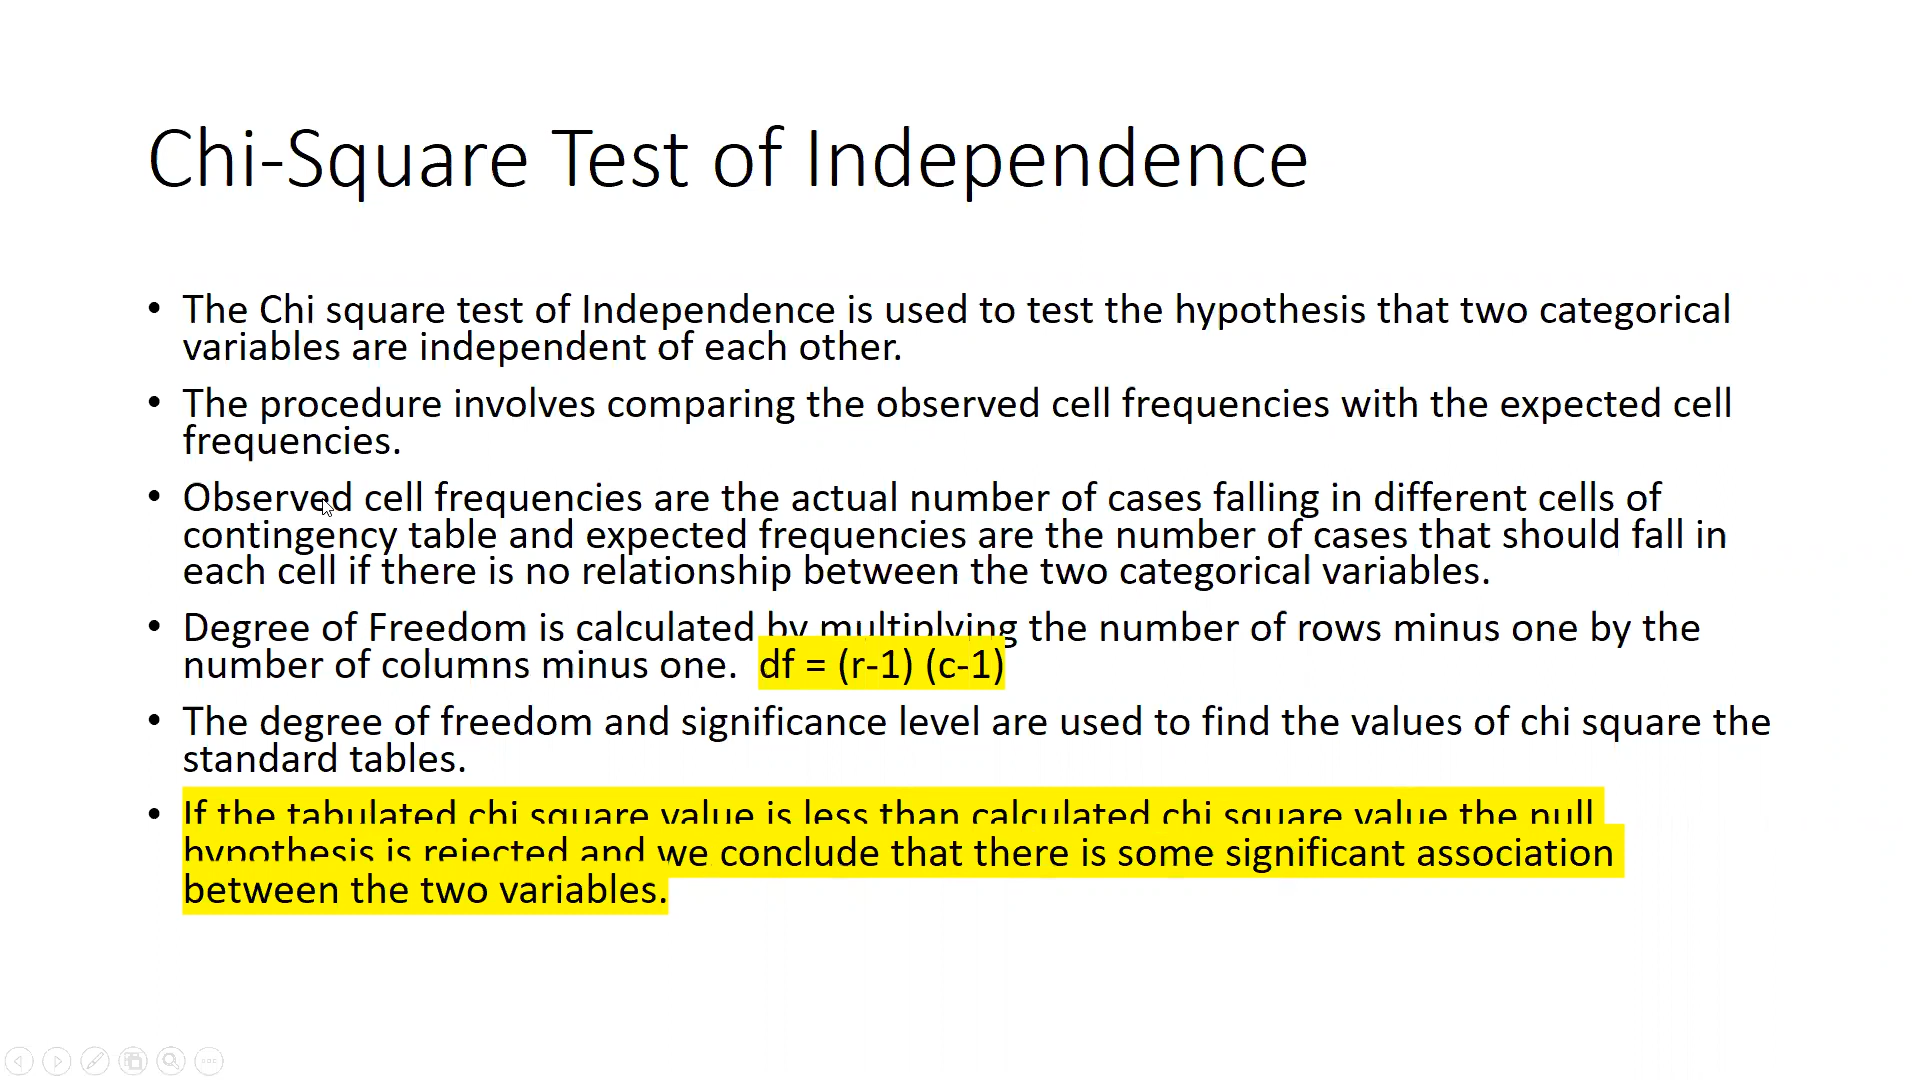 Chi-Square Test of Independence
• The Chi square test of Independence is used to test the hypothesis that two categorical
variables are independent of each other.
• The procedure involves comparing the observed cell frequencies with the expected cell
frequencies.
• Observed cell frequencies are the actual number of cases falling in different cells of
contingency table and expected frequencies are the number of cases that should fall in
each cell if there is no relationship between the two categorical variables.
• Degree of Freedom is calculated by multiplying the number of rows minus one by the
number of columns minus one. df = (r-1) (c-1)
• The degree of freedom and significance level are used to find the values of chi square the
standard tables.
• If the tabulated chi square value is less than calculated chi square value the null
hypothesis is rejected and we conclude that there is some significant association
between the two variables.